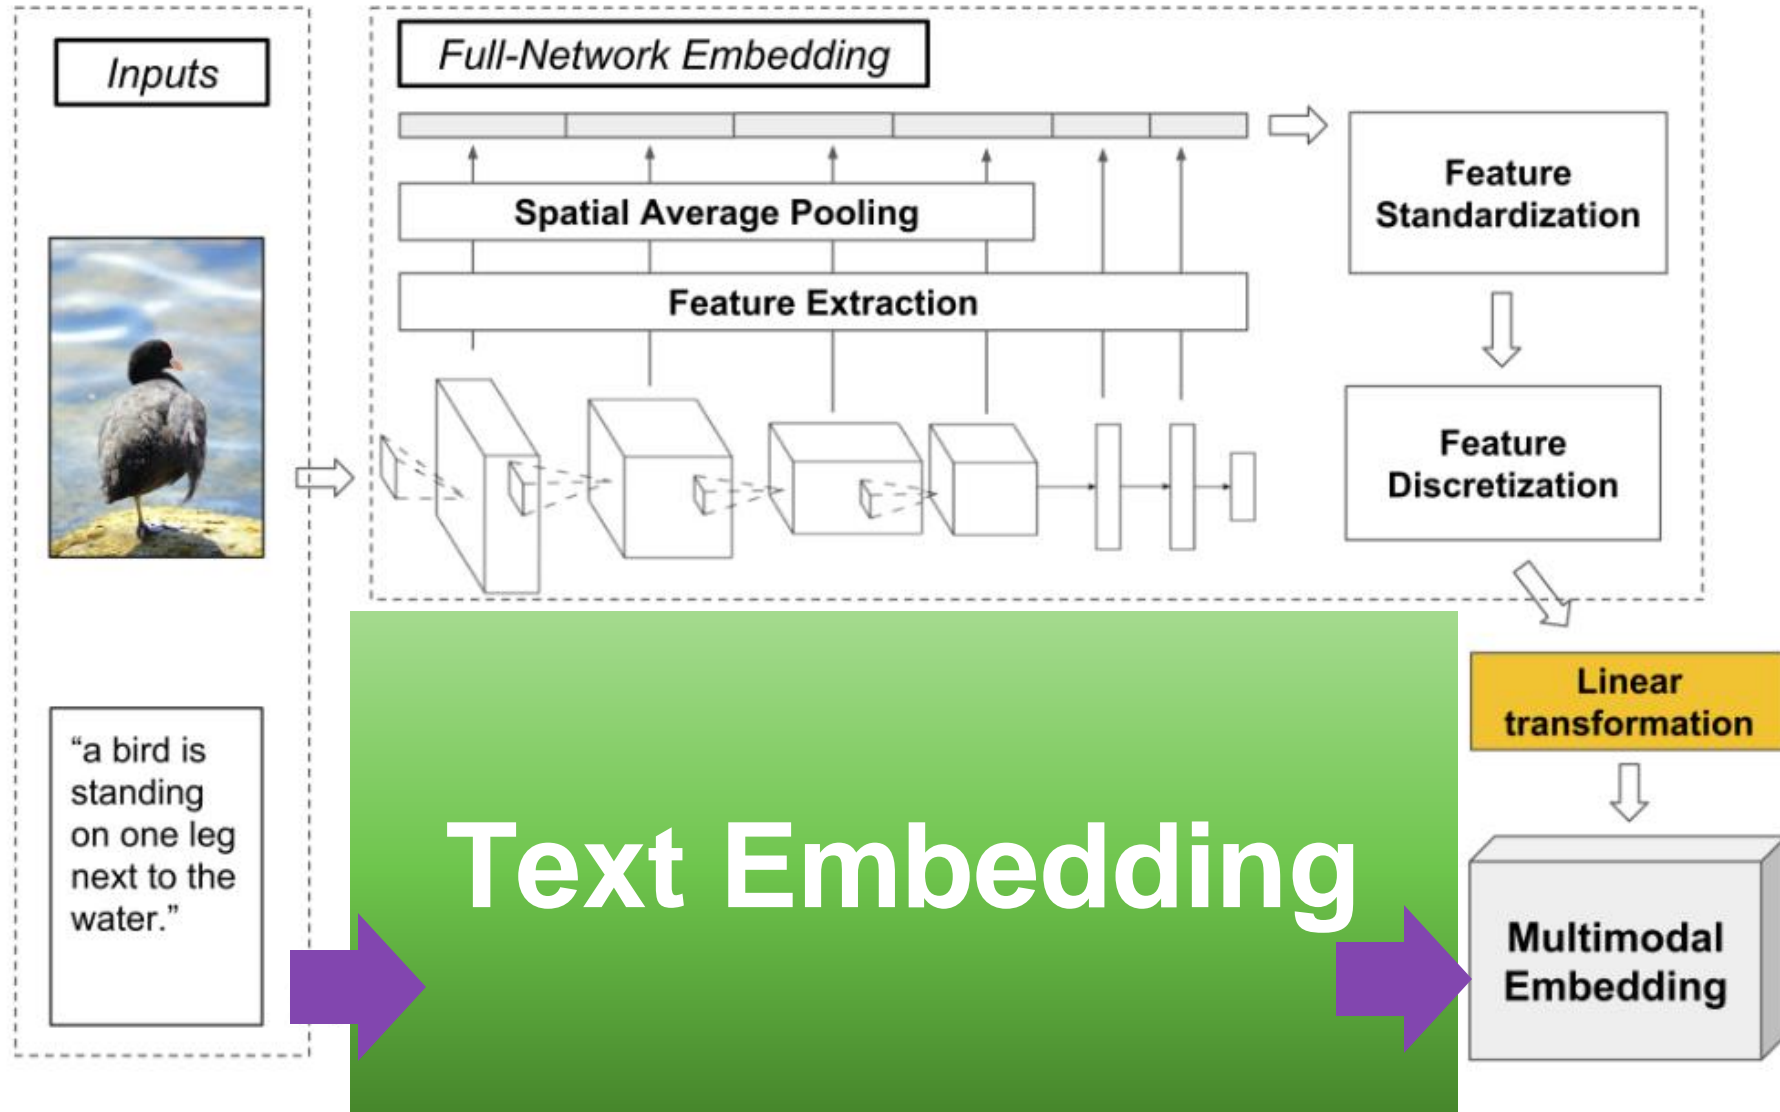 Inputs
Full-Network Embedding
Spatial Average Pooling
Feature Extraction
Feature
Standardization
Feature
Discretization
Linear
transformation
“a bird is
standing
on one leg
next to the
water.”
Text Embedding
Multimodal
Embedding